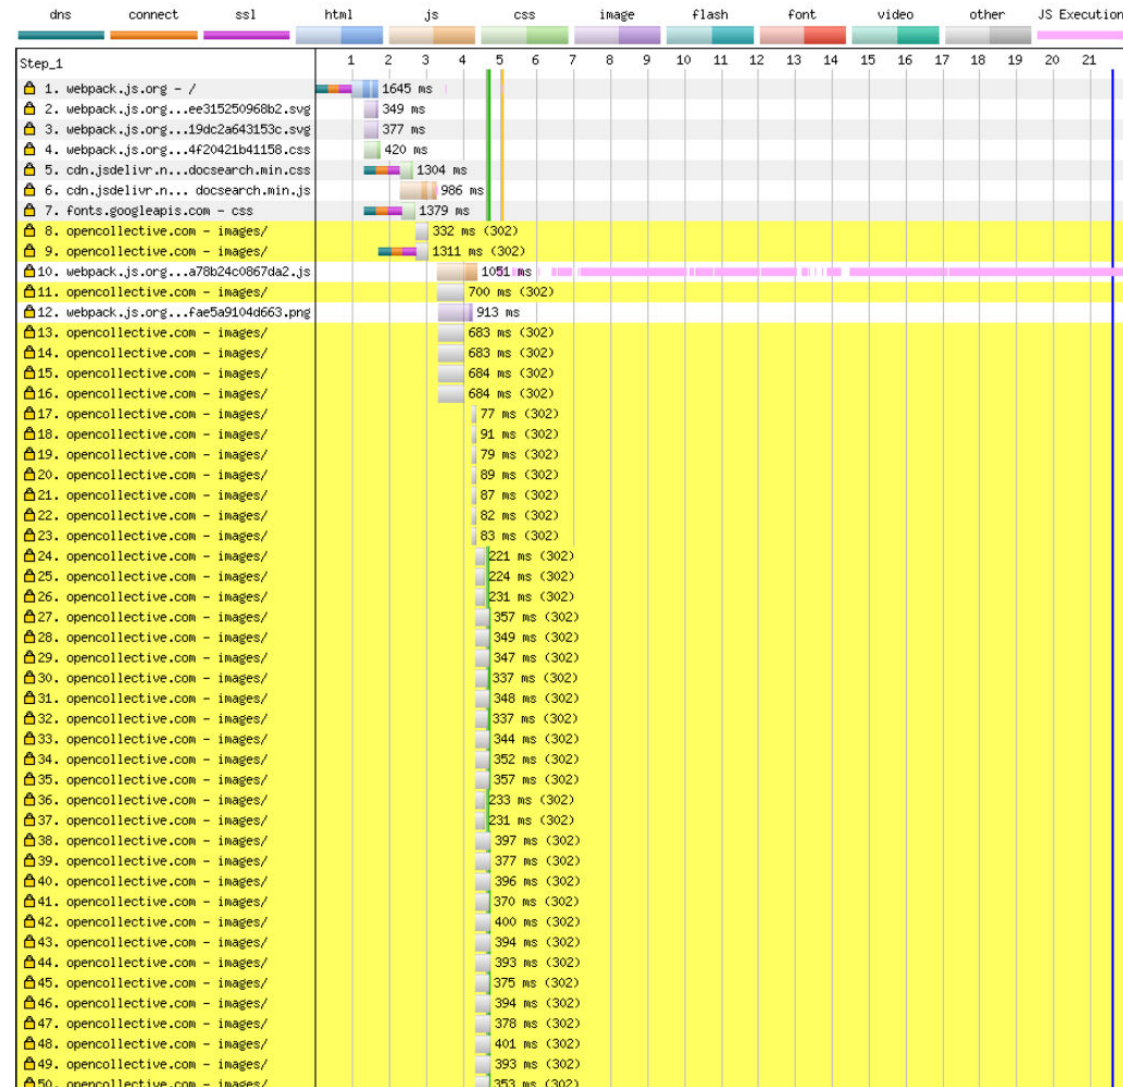 dns connect ssl html js css image flash font video other JS Execution
Step_1 1 2 3 4 5 6 7 8 9 10 11 12 13 14 15 16 17 18 19 20 21
1. webpack.js.org - / 1645 ms
2. webpack.js.org...ee315250968b2.svg 349 ms
3. webpack.js.org...19dc2a643153c.svg 377 ms
4. webpack.js.org...4f20421b41158.css 420 ms
5. cdn.jsdelivr.n...docsearch.min.css 1304 ms
6. cdn.jsdelivr.n... docsearch.min.js 986 ms
7. fonts.googleapis.com - css 1379 ms
8. opencollective.com - images/ 332 ms (302)
9. opencollective.com - images/ 1311 ms (302)
10. webpack.js.org...a78b24c0867da2.js 1051 ms
11. opencollective.com - images/ 700 ms (302)
12. webpack.js.org...fae5a9104d663.png 913 ms
13. opencollective.com - images/ 683 ms (302)
14. opencollective.com - images/ 683 ms (302)
15. opencollective.com - images/ 684 ms (302)
16. opencollective.com - images/ 684 ms (302)
17. opencollective.com - images/ 77 ms (302)
18. opencollective.com - images/ 91 ms (302)
19. opencollective.com - images/ 79 ms (302)
20. opencollective.com - images/ 89 ms (302)
21. opencollective.com - images/ 87 ms (302)
22. opencollective.com - images/ 82 ms (302)
23. opencollective.com - images/ 83 ms (302)
24. opencollective.com - images/ 221 ms (302)
25. opencollective.com - images/ 224 ms (302)
26. opencollective.com - images/ 231 ms (302)
27. opencollective.com - images/ 357 ms (302)
28. opencollective.com - images/ 349 ms (302)
29. opencollective.com - images/ 347 ms (302)
30. opencollective.com - images/ 337 ms (302)
31. opencollective.com - images/ 348 ms (302)
32. opencollective.com - images/ 337 ms (302)
33. opencollective.com - images/ 344 ms (302)
34. opencollective.com - images/ 352 ms (302)
35. opencollective.com - images/ 357 ms (302)
36. opencollective.com - images/ 233 ms (302)
37. opencollective.com - images/ 231 ms (302)
38. opencollective.com - images/ 397 ms (302)
39. opencollective.com - images/ 377 ms (302)
40. opencollective.com - images/ 396 ms (302)
41. opencollective.com - images/ 370 ms (302)
42. opencollective.com - images/ 400 ms (302)
43. opencollective.com - images/ 394 ms (302)
44. opencollective.com - images/ 393 ms (302)
45. opencollective.com - images/ 375 ms (302)
46. opencollective.com - images/ 394 ms (302)
47. opencollective.com - images/ 378 ms (302)
48. opencollective.com - images/ 401 ms (302)
49. opencollective.com - images/ 393 ms (302)
50. opencollective.com - images/ 353 ms (302)